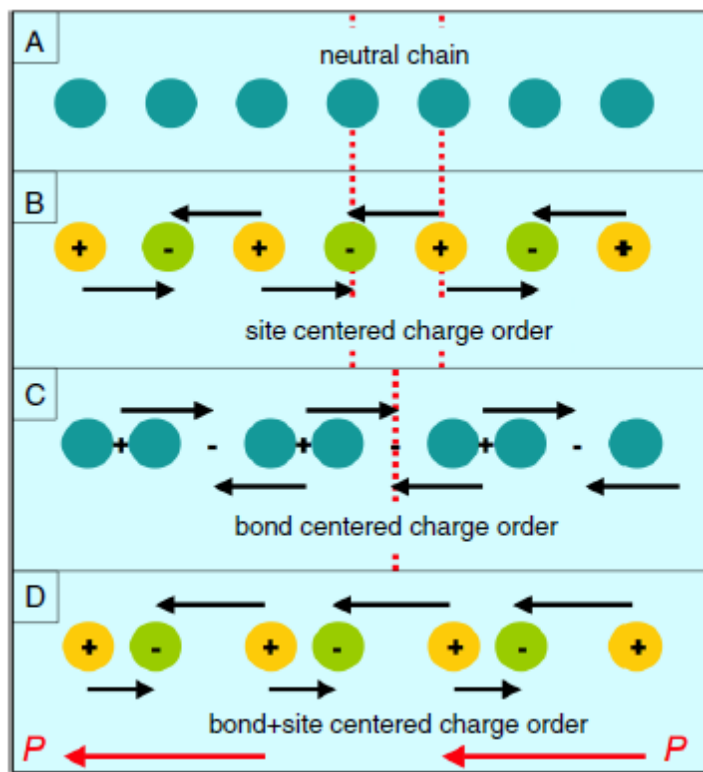 A
neutral chain
B
+ - + - + - +
site centered charge order
C
+ - + - + -
bond centered charge order
D
+ - + - + - +
bond+site centered charge order
P P